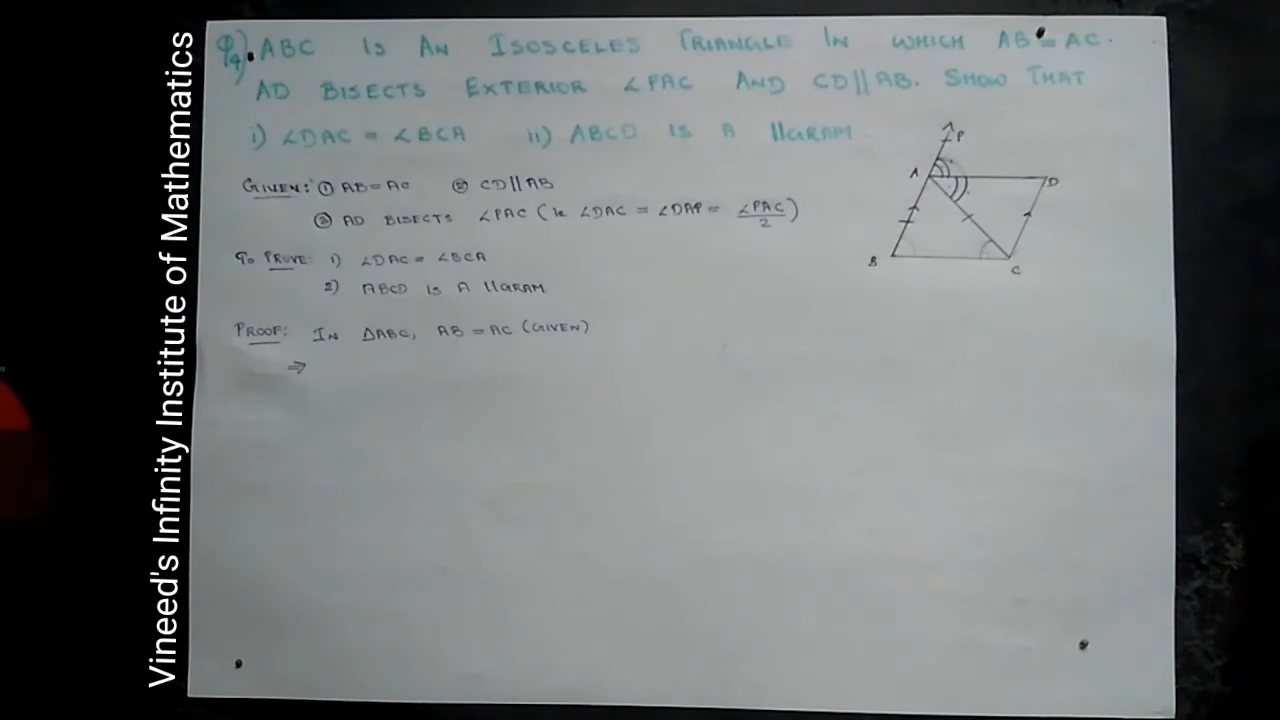 Vineed's Infinity Institute of Mathematics
Q9) ABC IS AN ISOSCELES TRIANGLE IN WHICH AB = AC.
AD BISECTS EXTERIOR ∠PAC AND CD||AB. SHOW THAT
i) ∠DAC = ∠BCA ii) ABCD IS A ||GRAM
GIVEN: ① AB = AC ② CD||AB
③ AD BISECTS ∠PAC (ie ∠DAC = ∠DAP = ∠PAC/2)
TO PROVE: 1) ∠DAC = ∠BCA
2) ABCD IS A ||GRAM
PROOF: IN ΔABC, AB = AC (GIVEN)
⇒
P
A
D
B
C